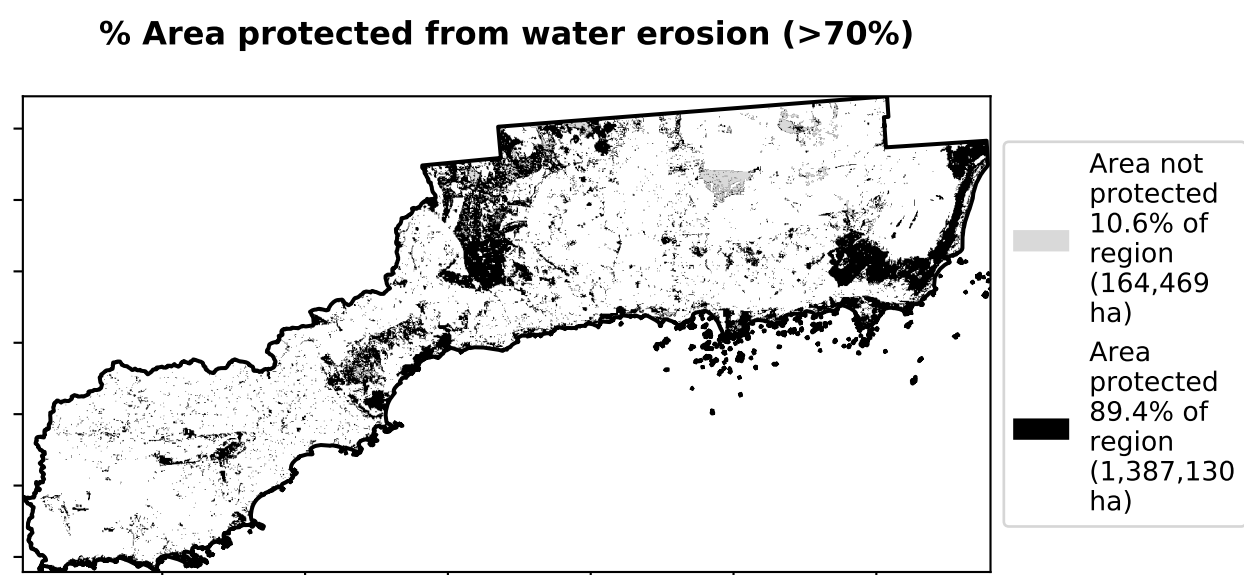 % Area protected from water erosion (>70%)
Area not
protected
10.6% of
region
(164,469
ha)
Area
protected
89.4% of
region
(1,387,130
ha)